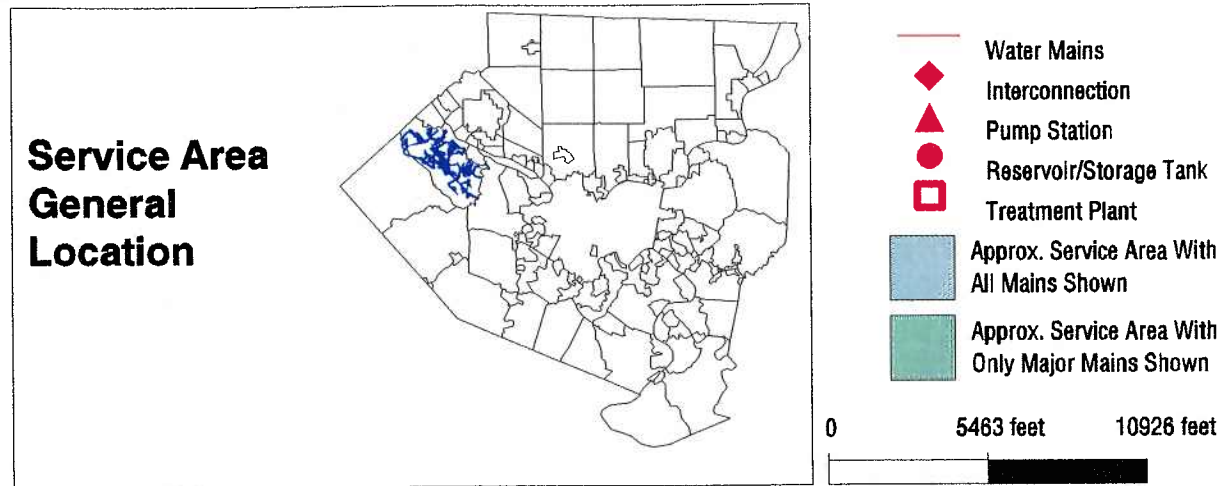 Service Area
General
Location
Water Mains
Interconnection
Pump Station
Reservoir/Storage Tank
Treatment Plant
Approx. Service Area With
All Mains Shown
Approx. Service Area With
Only Major Mains Shown
0 5463 feet 10926 feet